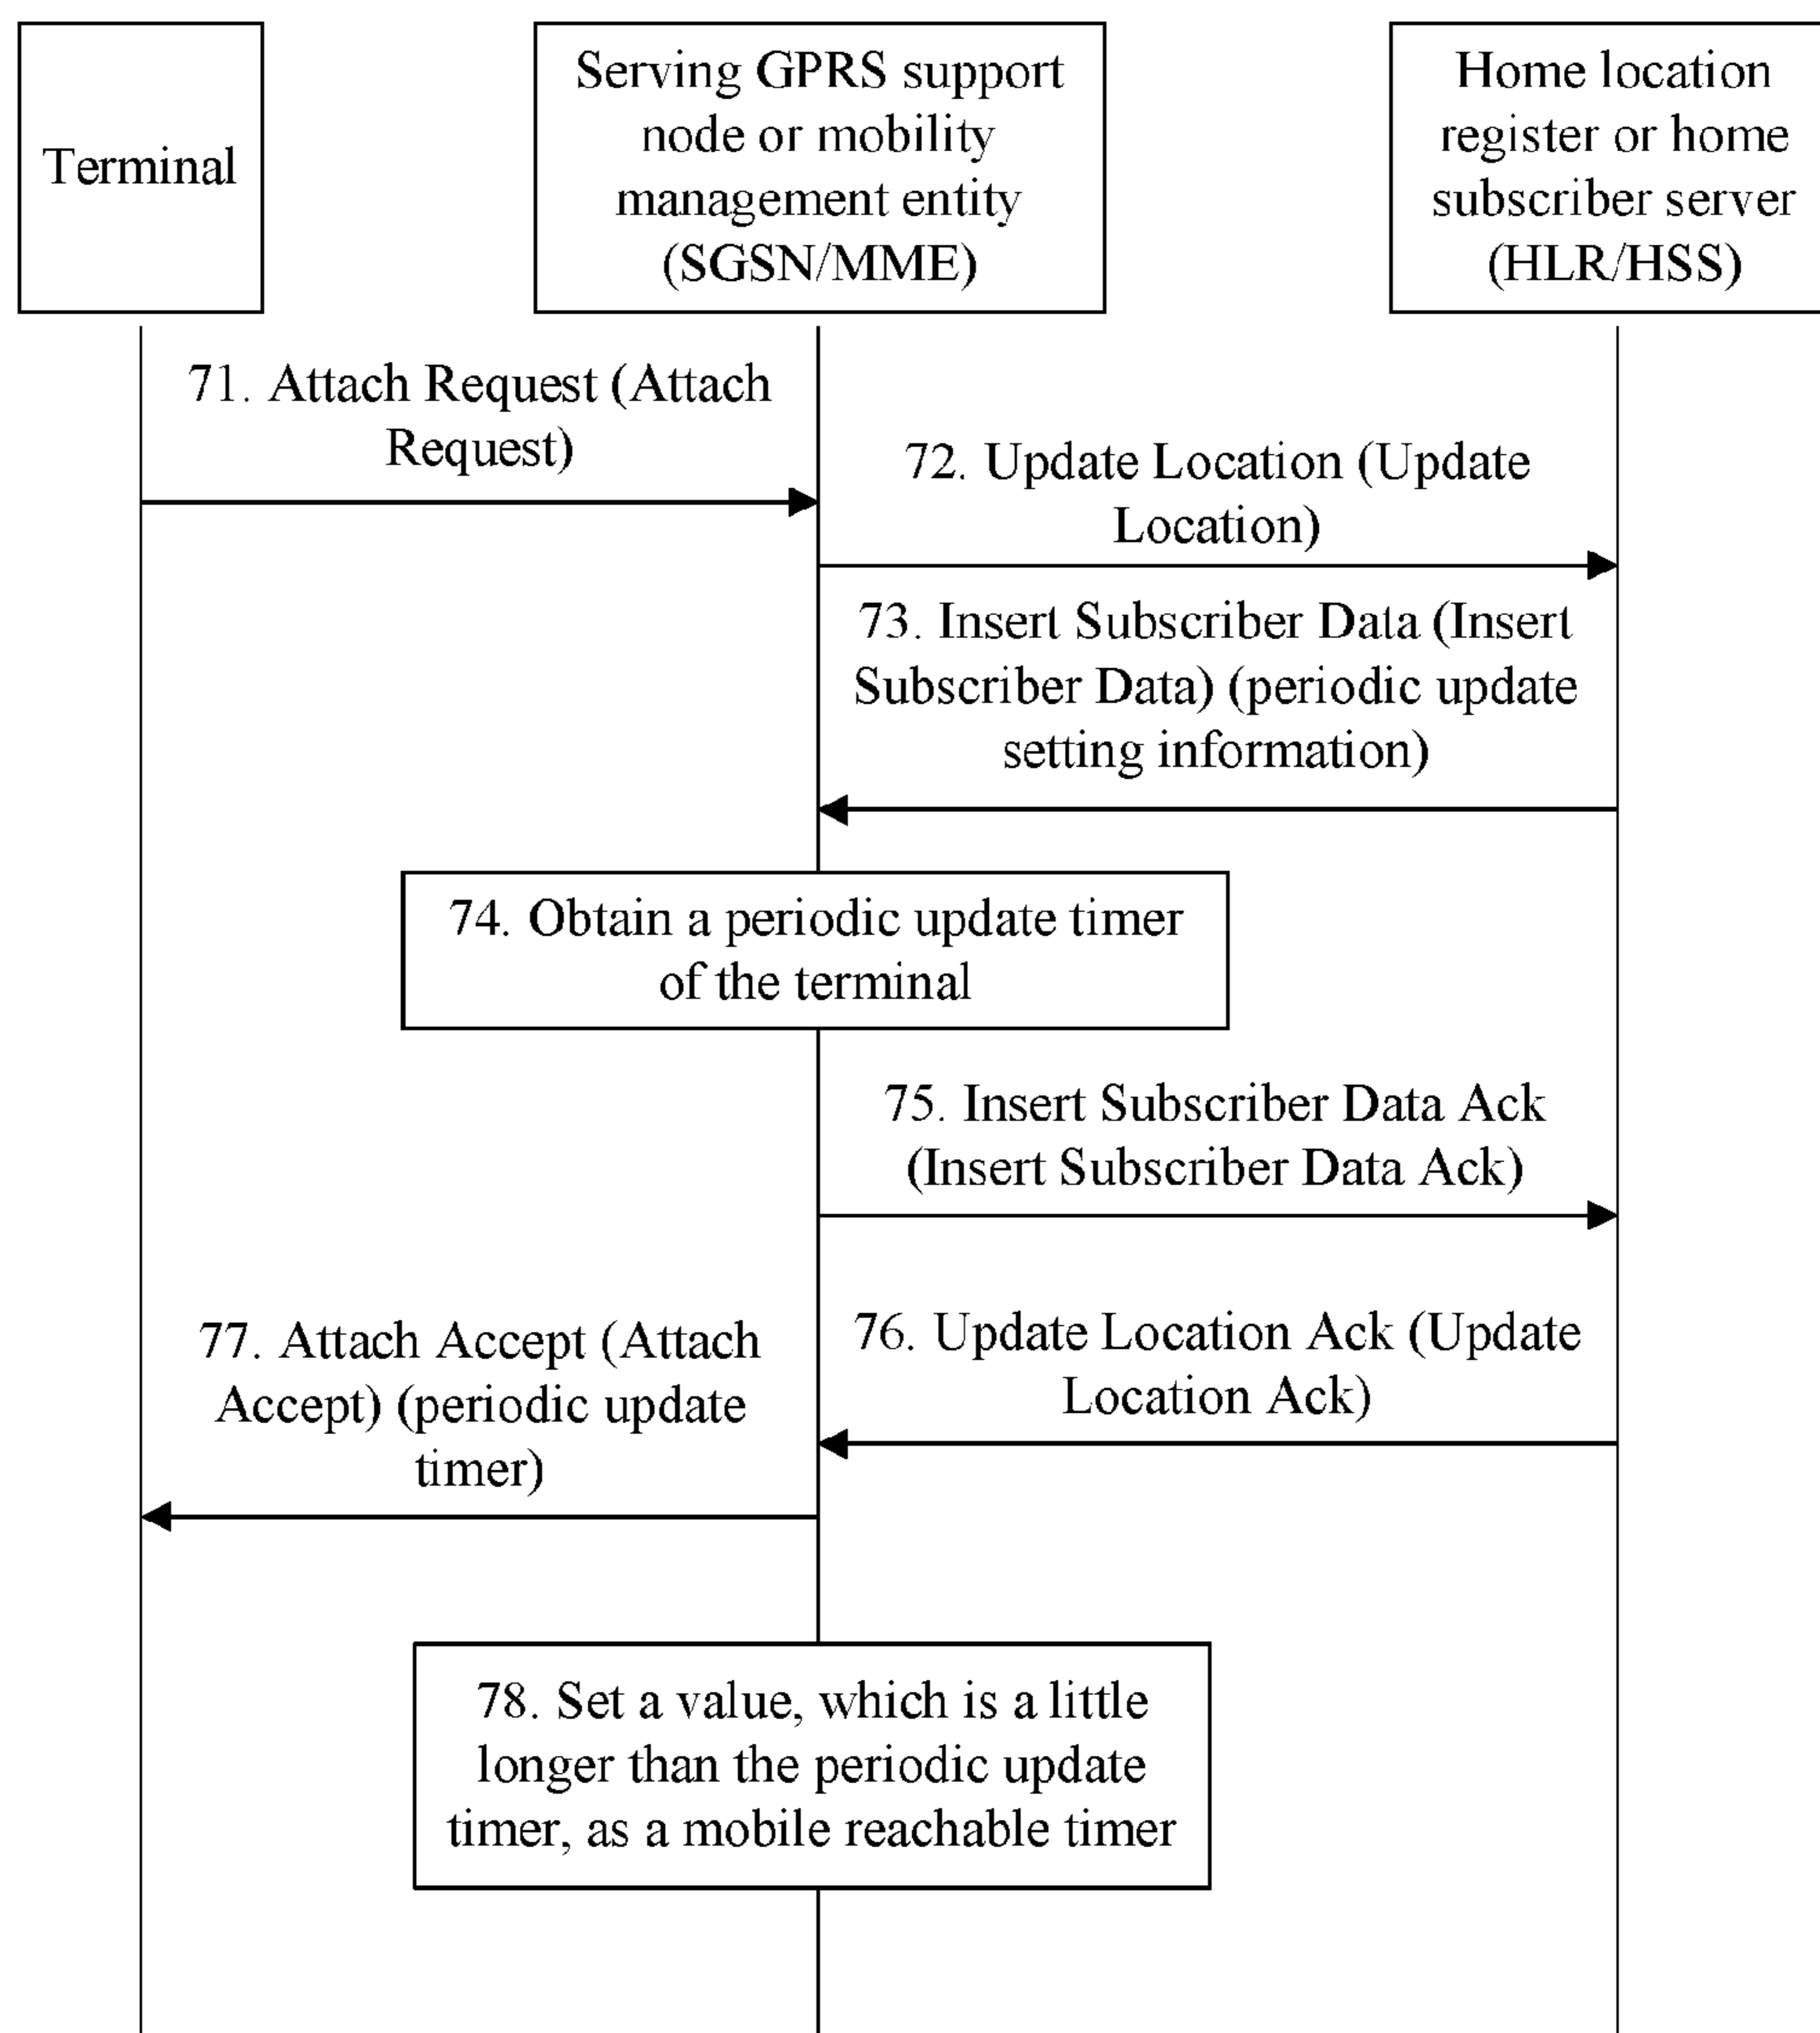 Terminal
Serving GPRS support
node or mobility
management entity
(SGSN/MME)
Home location
register or home
subscriber server
(HLR/HSS)
71. Attach Request (Attach
Request)
72. Update Location (Update
Location)
73. Insert Subscriber Data (Insert
Subscriber Data) (periodic update
setting information)
74. Obtain a periodic update timer
of the terminal
75. Insert Subscriber Data Ack
(Insert Subscriber Data Ack)
76. Update Location Ack (Update
Location Ack)
77. Attach Accept (Attach
Accept) (periodic update
timer)
78. Set a value, which is a little
longer than the periodic update
timer, as a mobile reachable timer